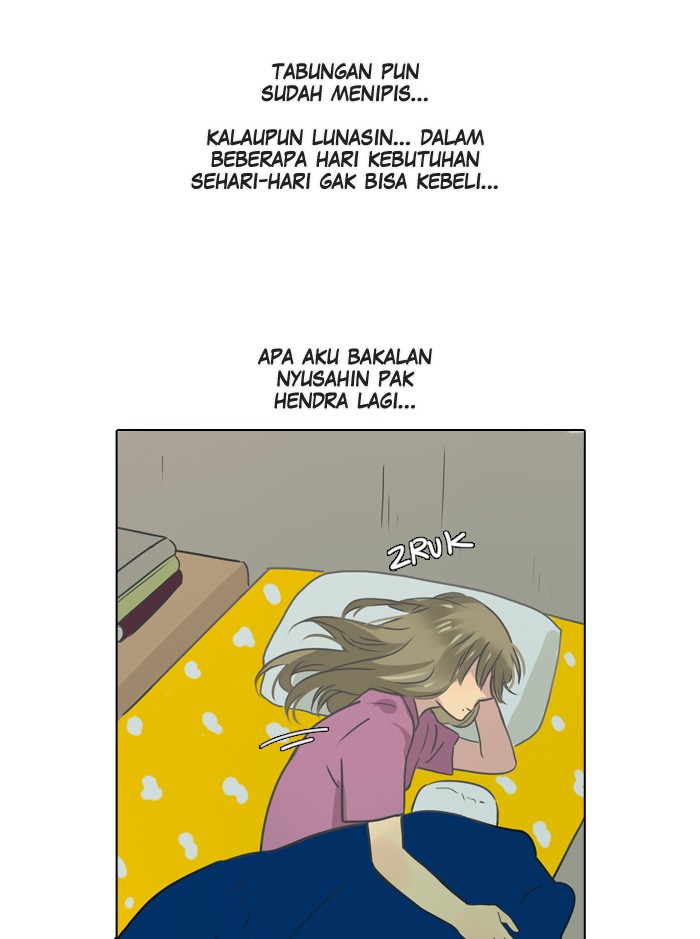 TABUNGAN PUN
SUDAH MENIPIS...
KALAUPUN LUNASIN... DALAM
BEBERAPA HARI KEBUTUHAN
SEHARI-HARI GAK BISA KEBELI...
APA AKU BAKALAN
NYUSAHIN PAK
HENDRA LAGI...
ZRUK